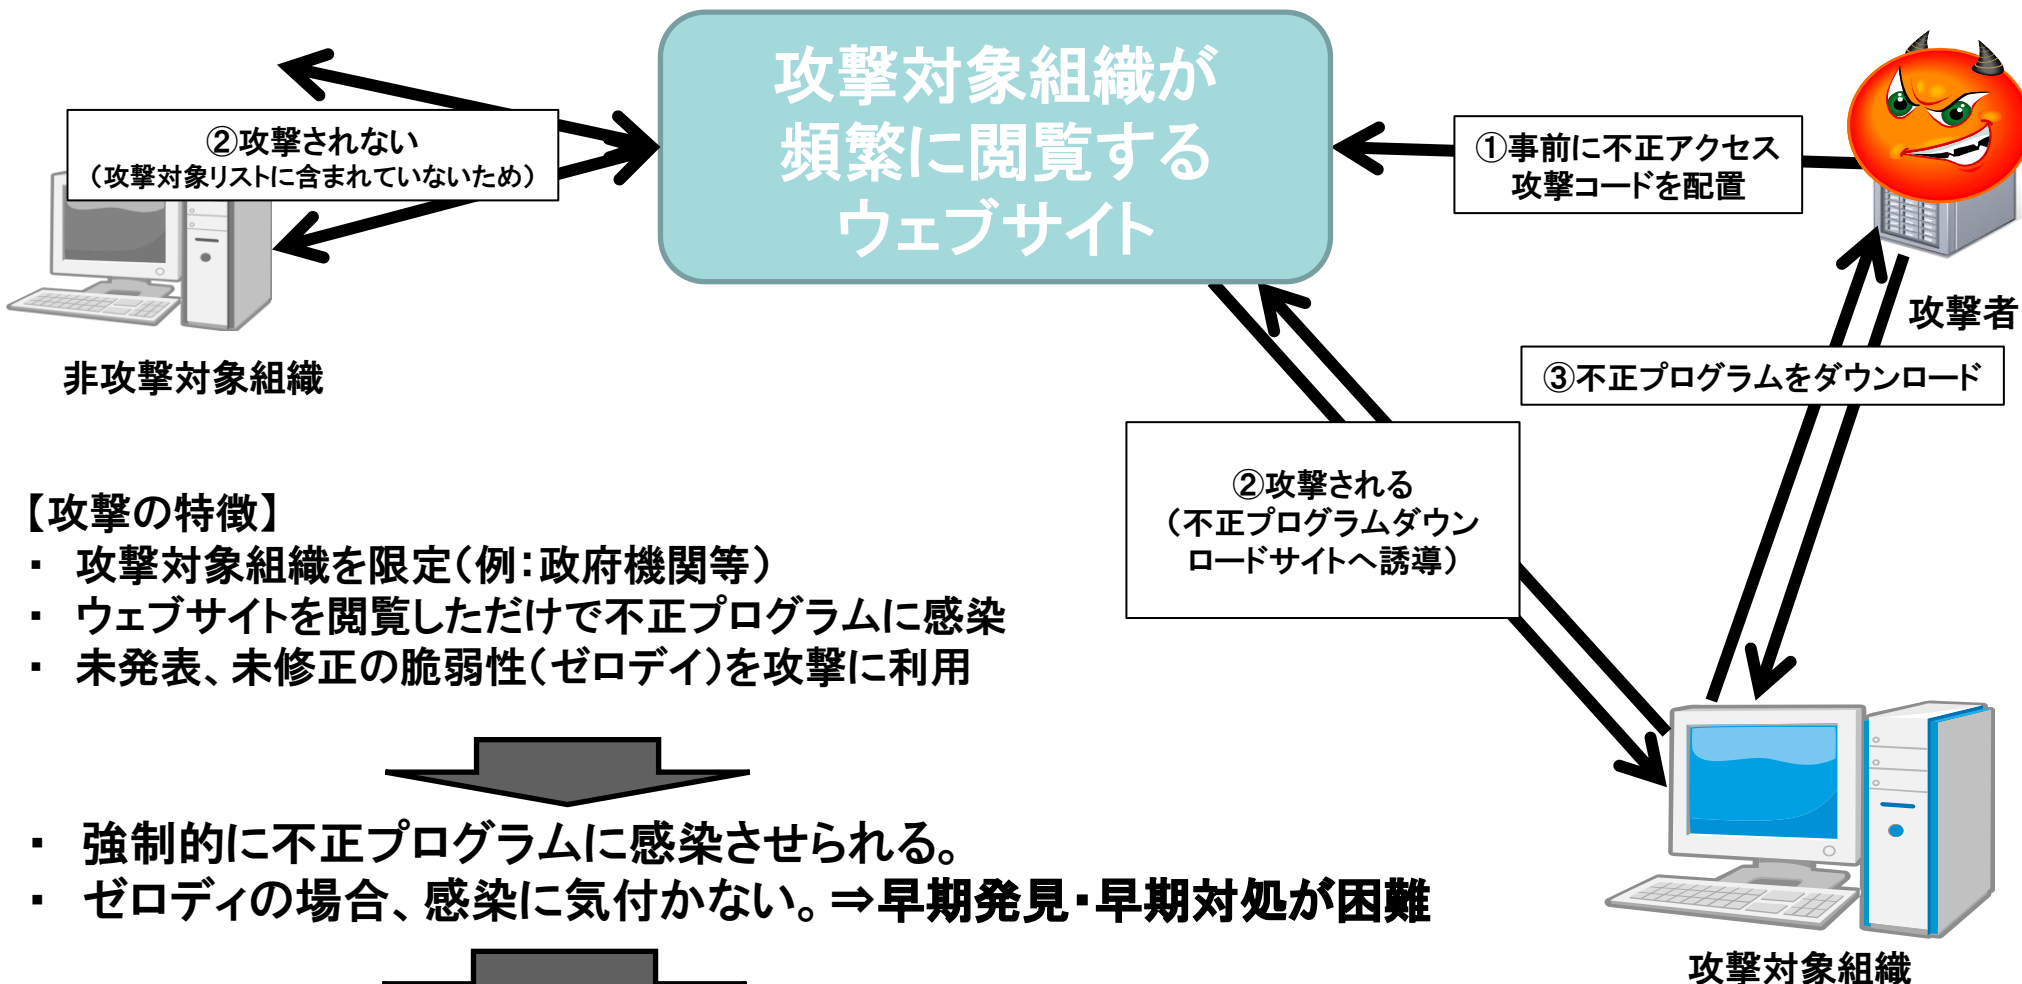 攻撃対象組織が
頻繁に閲覧する
ウェブサイト
②攻撃されない
（攻撃対象リストに含まれていないため）
①事前に不正アクセス
攻撃コードを配置
攻撃者
非攻撃対象組織
③不正プログラムをダウンロード
②攻撃される
（不正プログラムダウン
ロードサイトへ誘導）
【攻撃の特徴】
・ 攻撃対象組織を限定（例：政府機関等）
・ ウェブサイトを閲覧しただけで不正プログラムに感染
・ 未発表、未修正の脆弱性（ゼロデイ）を攻撃に利用
・ 強制的に不正プログラムに感染させられる。
・ ゼロディの場合、感染に気付かない。⇒早期発見・早期対処が困難
攻撃対象組織